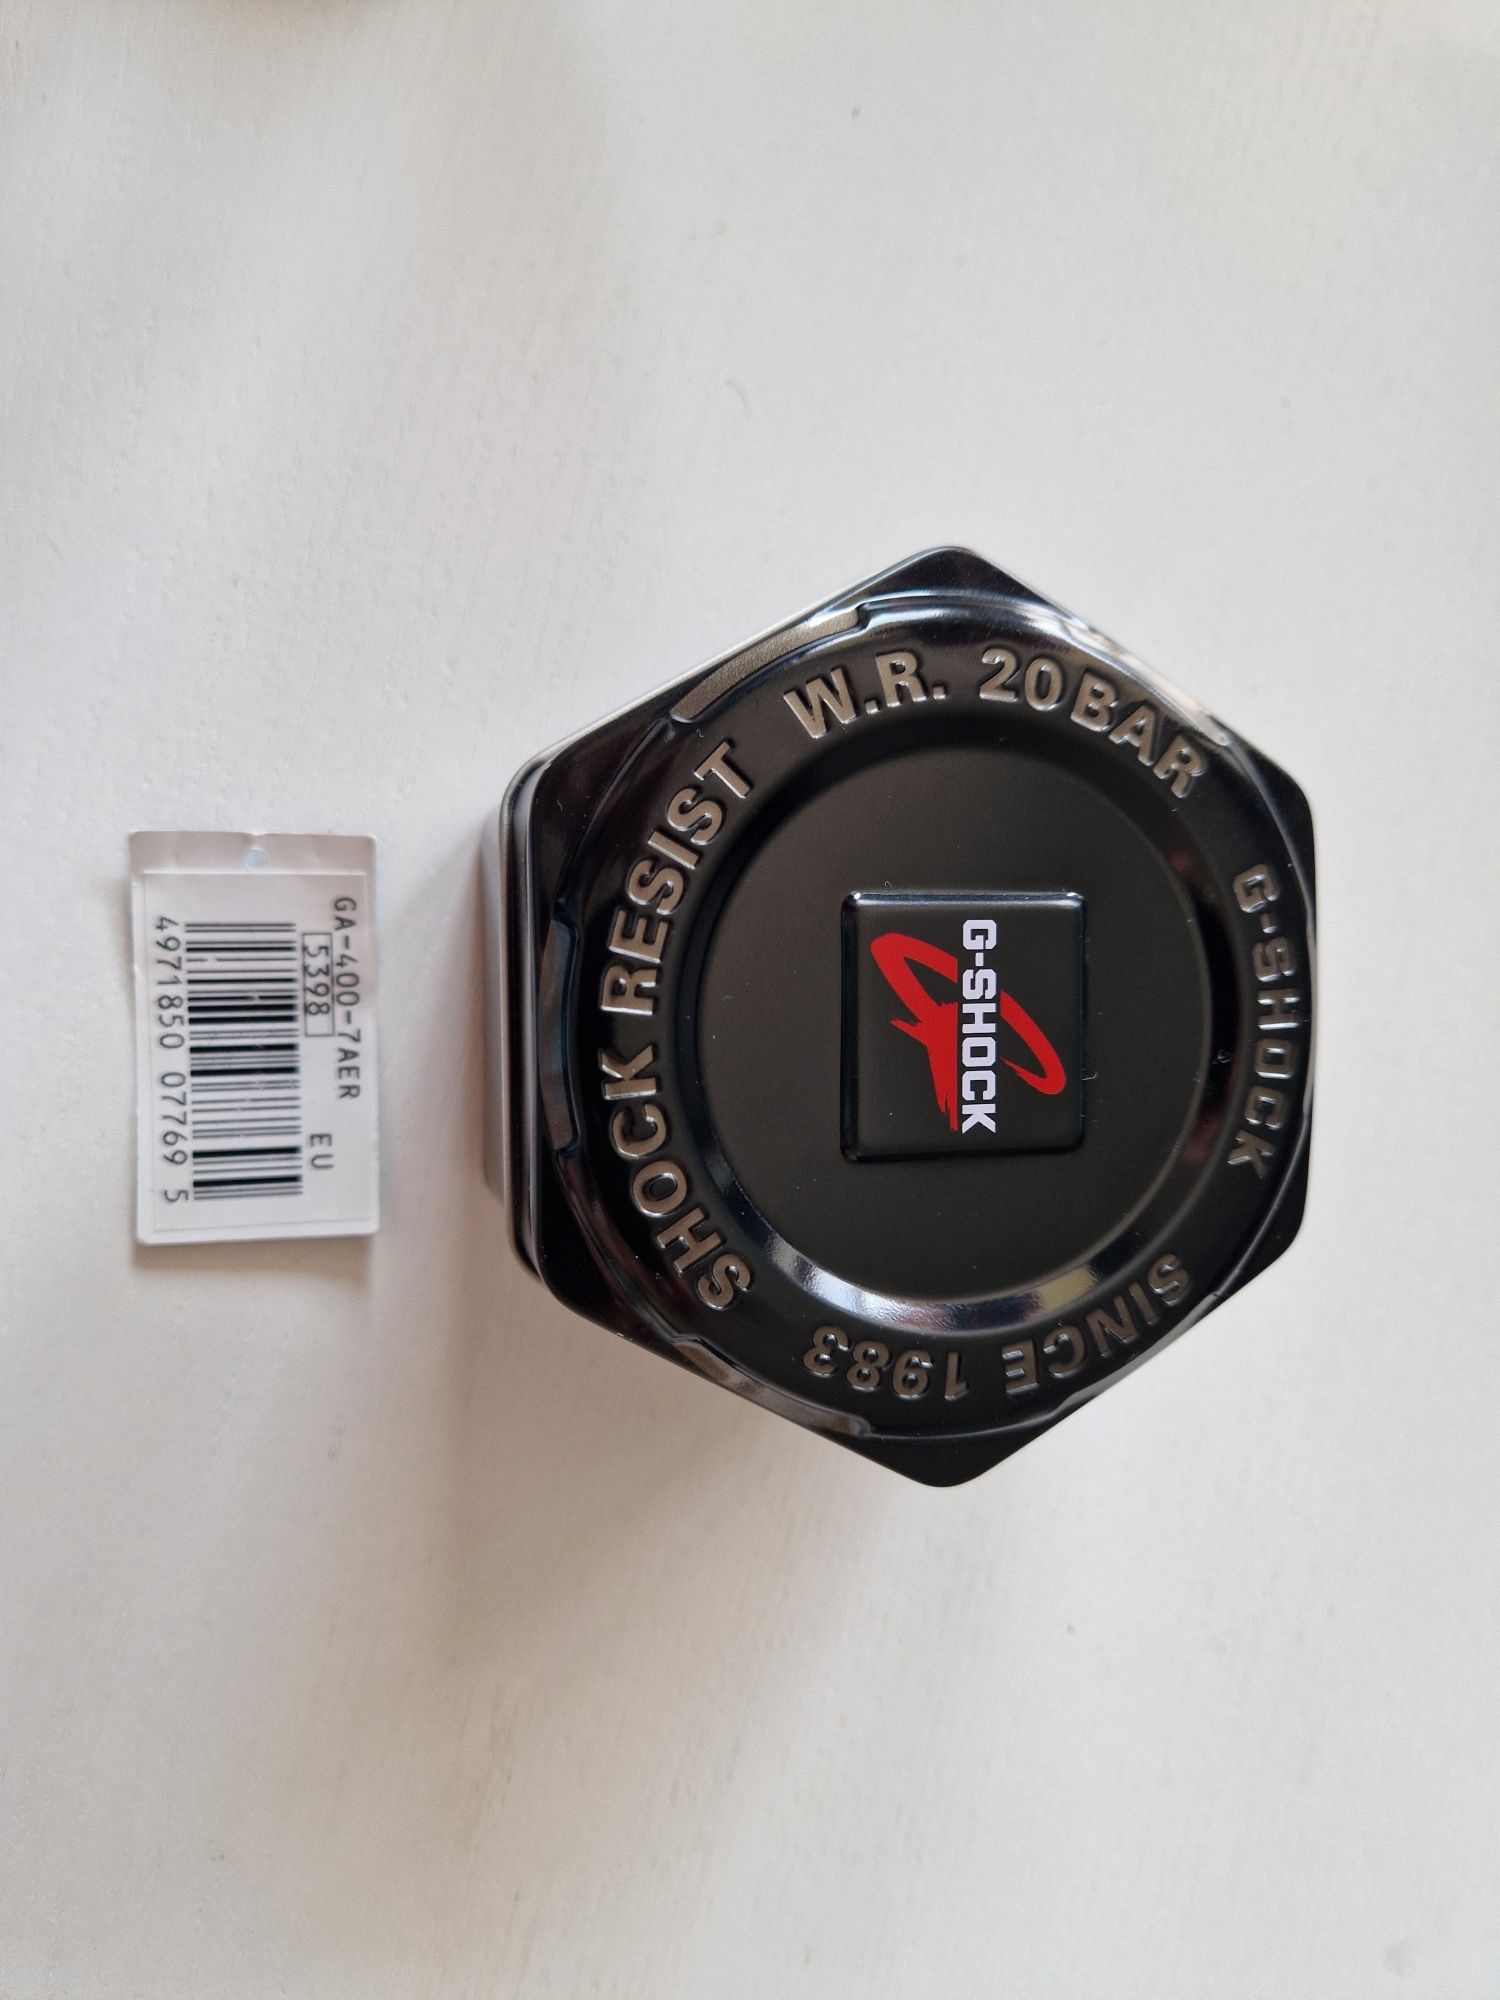 GA-400-7AER
5398 EU
4971850 07769 5
SHOCK RESIST
W.R. 20BAR
G-SHOCK
SINCE 1983
G-SHOCK